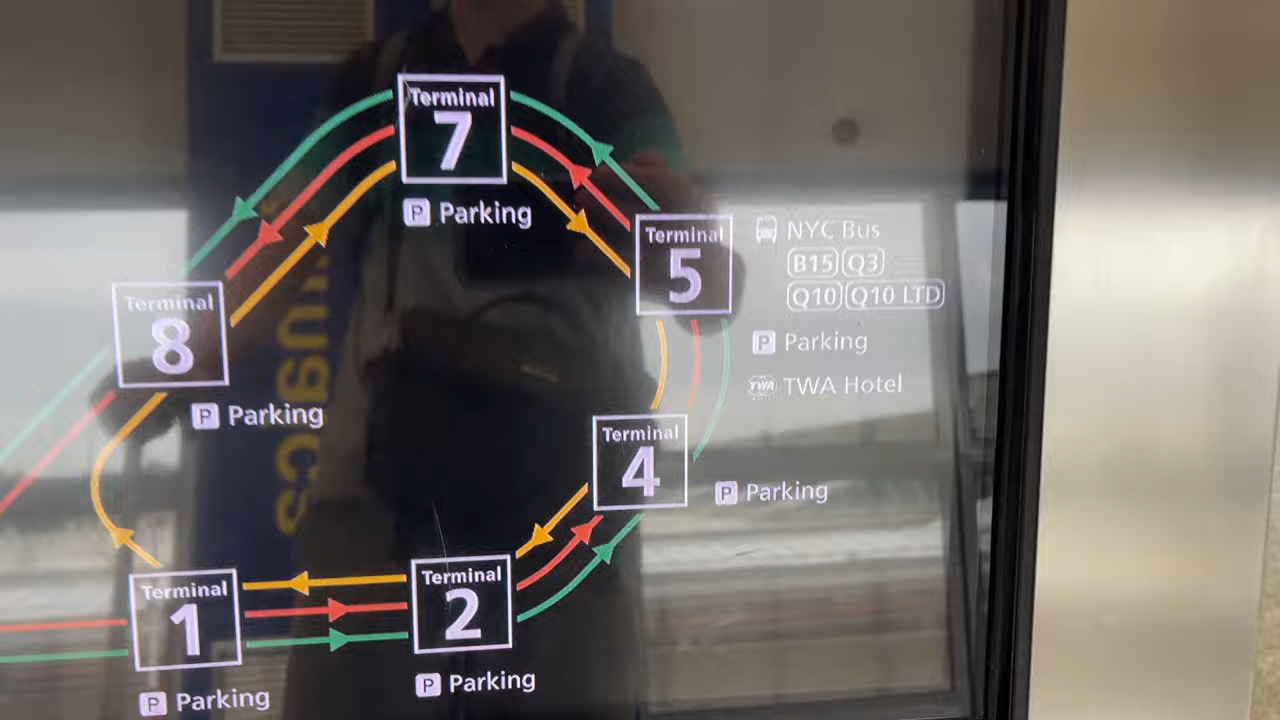 Terminal
7
P Parking
Terminal
5
NYC Bus
B15 Q3
Q10 Q10 LTD
P Parking
TWA TWA Hotel
Terminal
8
P Parking
Terminal
4
P Parking
Terminal
1
P Parking
Terminal
2
P Parking